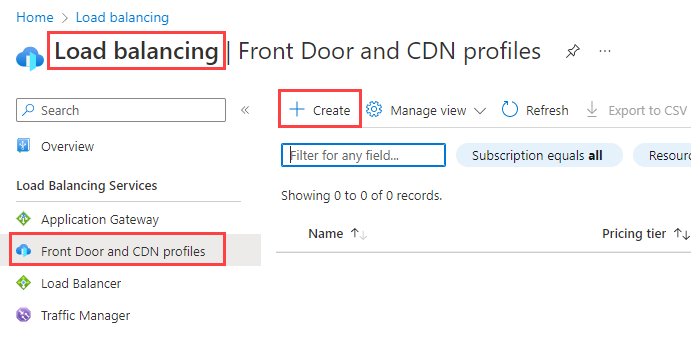 Home > Load balancing
Load balancing | Front Door and CDN profiles ...
Search «
Create Manage view Refresh Export to CSV
Overview
Filter for any field... Subscription equals all Resour
Load Balancing Services
Showing 0 to 0 of 0 records.
Application Gateway
Name ↑↓ Pricing tier ↑↓
Front Door and CDN profiles
Load Balancer
Traffic Manager